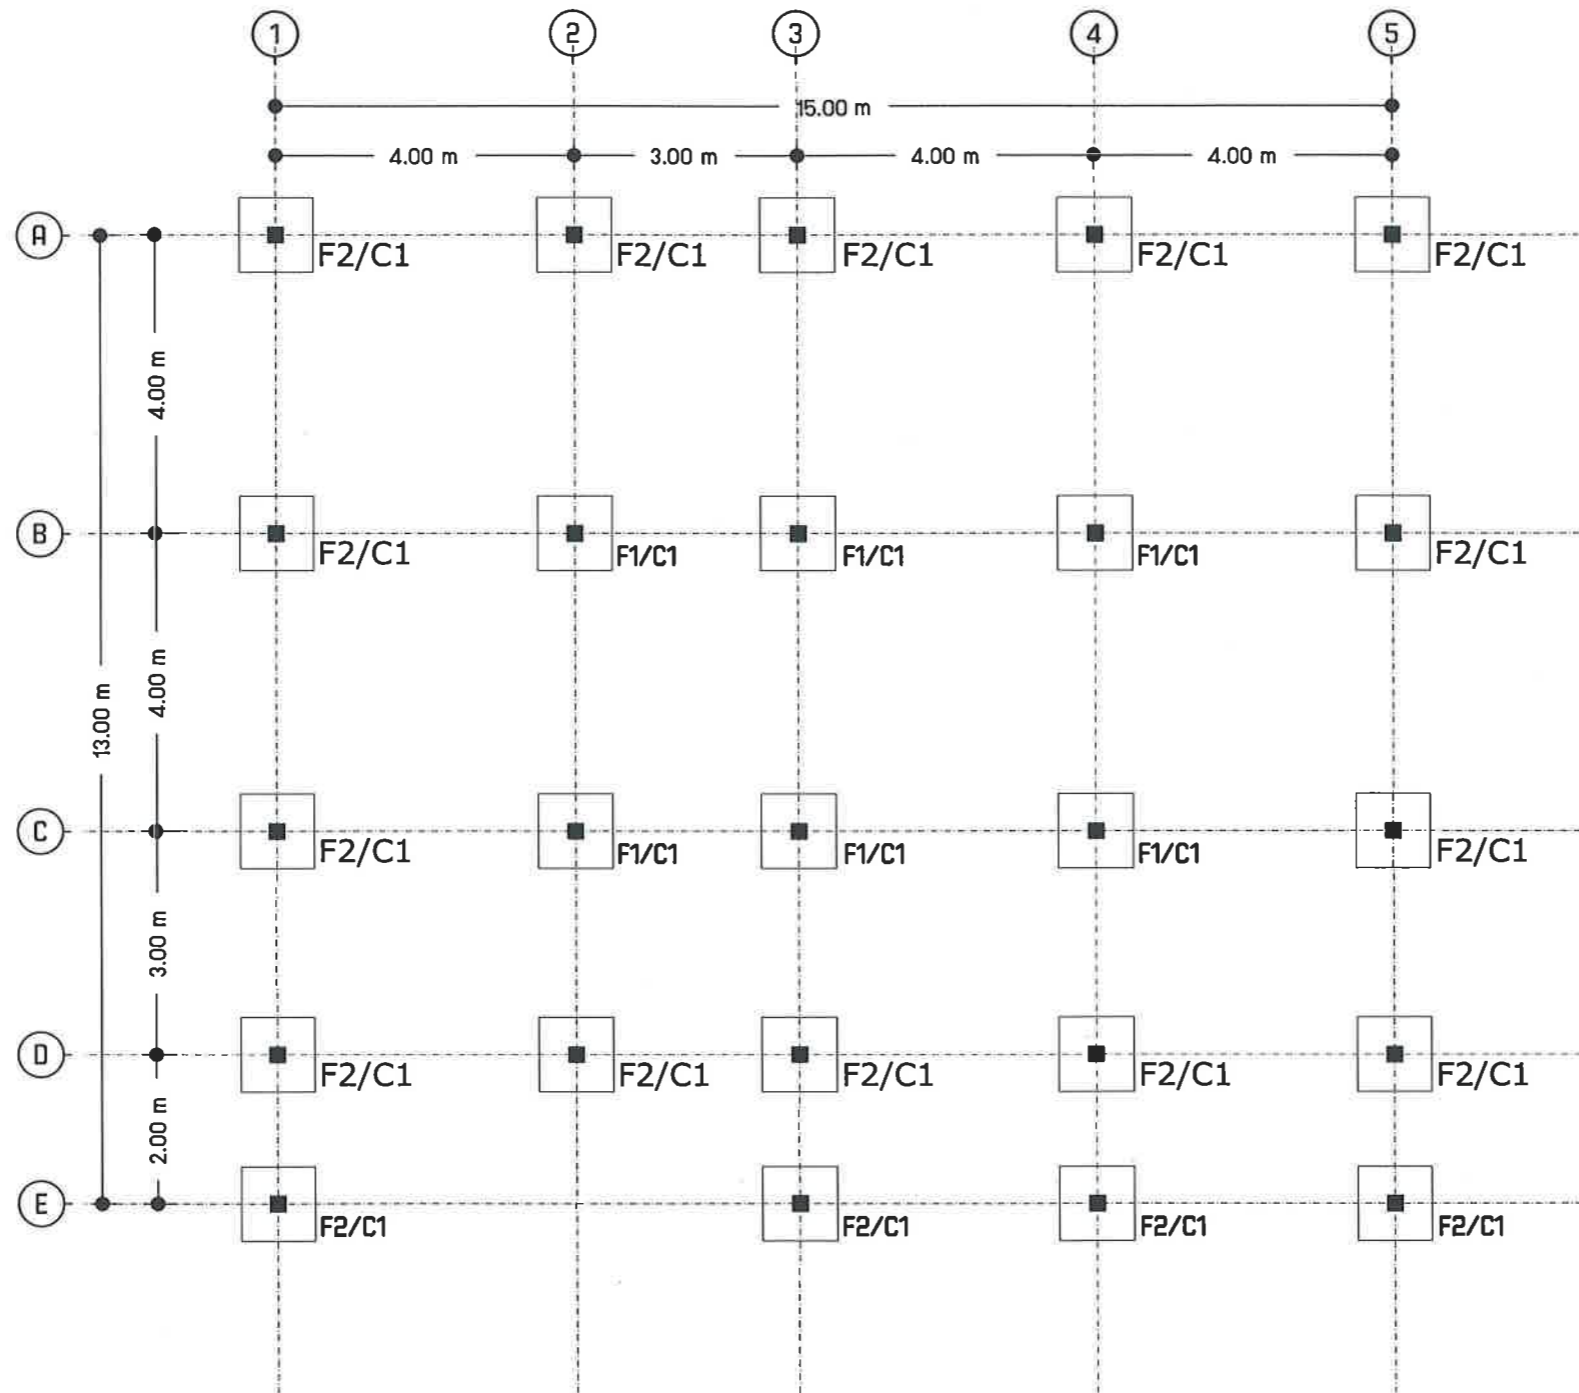 1 2 3 4 5
15.00 m
4.00 m 3.00 m 4.00 m 4.00 m
A
F2/C1 F2/C1 F2/C1 F2/C1 F2/C1
4.00 m
B
F2/C1 F1/C1 F1/C1 F1/C1 F2/C1
4.00 m
13.00 m
C
F2/C1 F1/C1 F1/C1 F1/C1 F2/C1
3.00 m
D
F2/C1 F2/C1 F2/C1 F2/C1 F2/C1
2.00 m
E
F2/C1 F2/C1 F2/C1 F2/C1